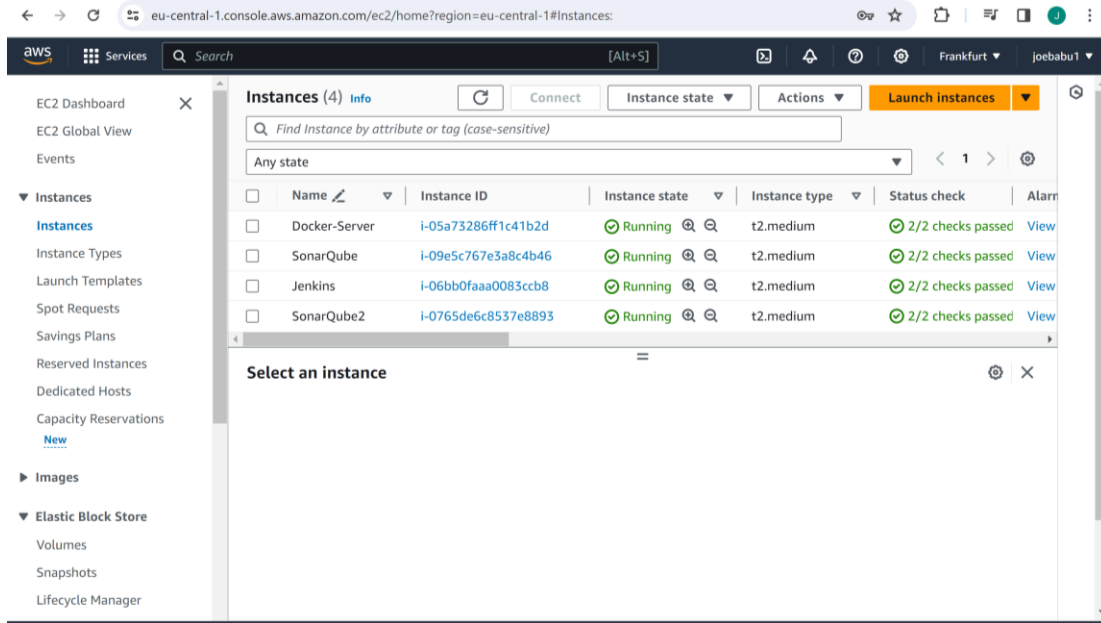 eu-central-1.console.aws.amazon.com/ec2/home?region=eu-central-1#Instances:
J
aws Services Search [Alt+S] Frankfurt joebabu1
EC2 Dashboard
EC2 Global View
Events
Instances
Instances
Instance Types
Launch Templates
Spot Requests
Savings Plans
Reserved Instances
Dedicated Hosts
Capacity Reservations
New
Images
Elastic Block Store
Volumes
Snapshots
Lifecycle Manager
Instances (4) Info Connect Instance state Actions Launch instances
Find Instance by attribute or tag (case-sensitive)
Any state 1
Name Instance ID Instance state Instance type Status check Alarm
Docker-Server i-05a73286ff1c41b2d Running t2.medium 2/2 checks passed View
SonarQube i-09e5c767e3a8c4b46 Running t2.medium 2/2 checks passed View
Jenkins i-06bb0faaa0083ccb8 Running t2.medium 2/2 checks passed View
SonarQube2 i-0765de6c8537e8893 Running t2.medium 2/2 checks passed View
Select an instance